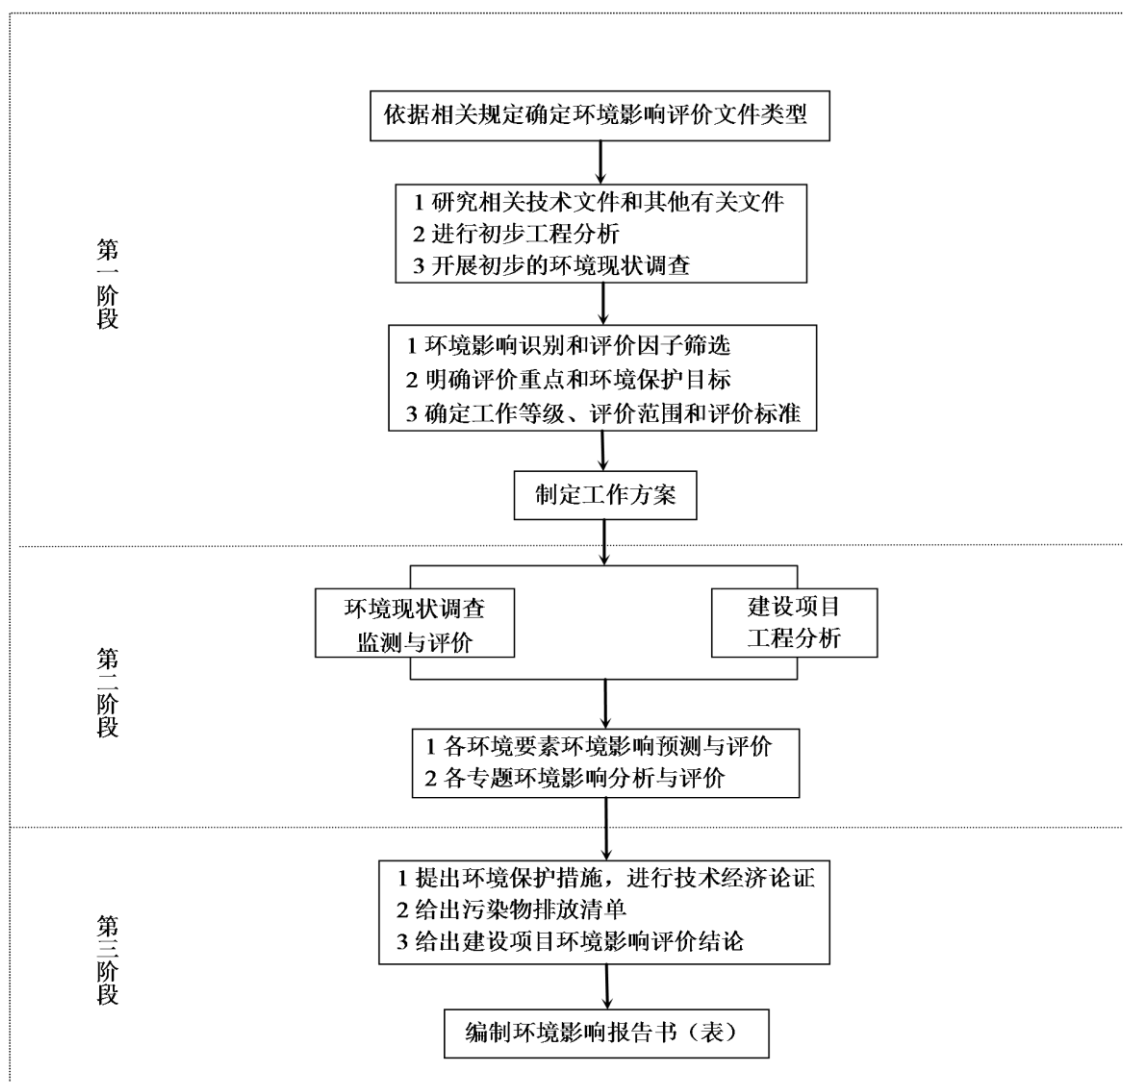 依据相关规定确定环境影响评价文件类型
1 研究相关技术文件和其他有关文件
2 进行初步工程分析
3 开展初步的环境现状调查
第一阶段
1 环境影响识别和评价因子筛选
2 明确评价重点和环境保护目标
3 确定工作等级、评价范围和评价标准
制定工作方案
环境现状调查
监测与评价
建设项目
工程分析
第二阶段
1 各环境要素环境影响预测与评价
2 各专题环境影响分析与评价
1 提出环境保护措施，进行技术经济论证
2 给出污染物排放清单
3 给出建设项目环境影响评价结论
第三阶段
编制环境影响报告书（表）